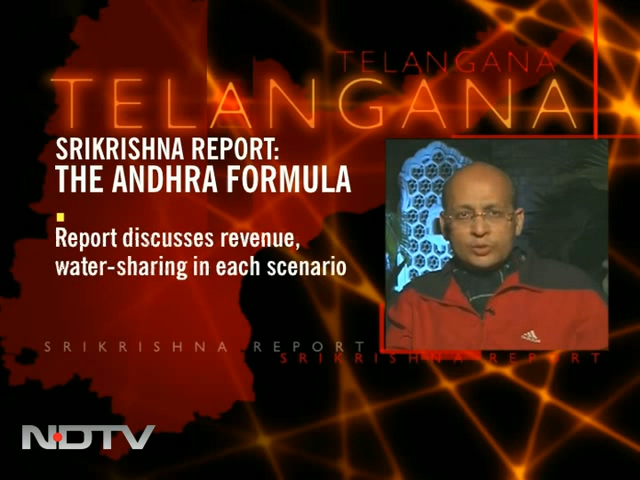 TELANGANA
TELANGANA
SRIKRISHNA REPORT:
THE ANDHRA FORMULA
Report discusses revenue,
water-sharing in each scenario
adidas
SRIKRISHNA REPORT
SRIKRISHNA REPORT
NDTV